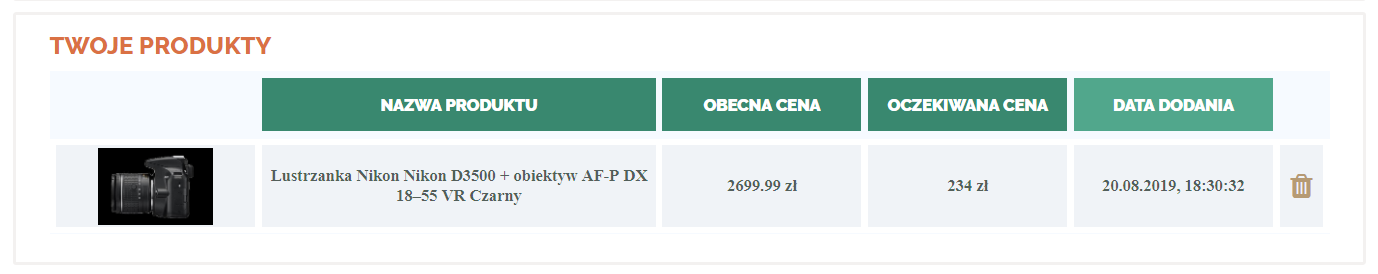 TWOJE PRODUKTY
NAZWA PRODUKTU OBECNA CENA OCZEKIWANA CENA DATA DODANIA
Lustrzanka Nikon Nikon D3500 + obiektyw AF-P DX
18–55 VR Czarny
2699.99 zł 234 zł 20.08.2019, 18:30:32